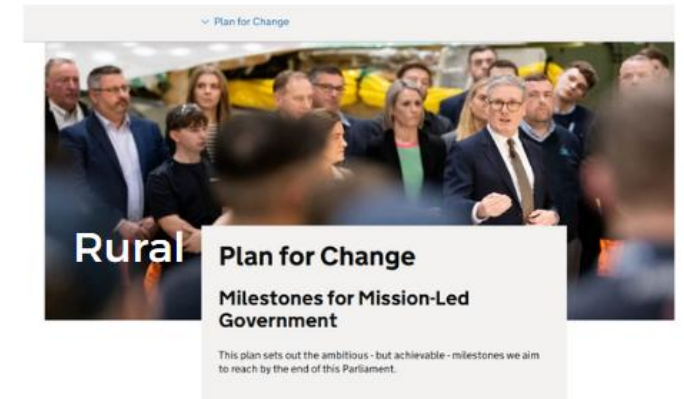 Plan for Change
Rural
Plan for Change
Milestones for Mission-Led
Government
This plan sets out the ambitious - but achievable - milestones we aim
to reach by the end of this Parliament.